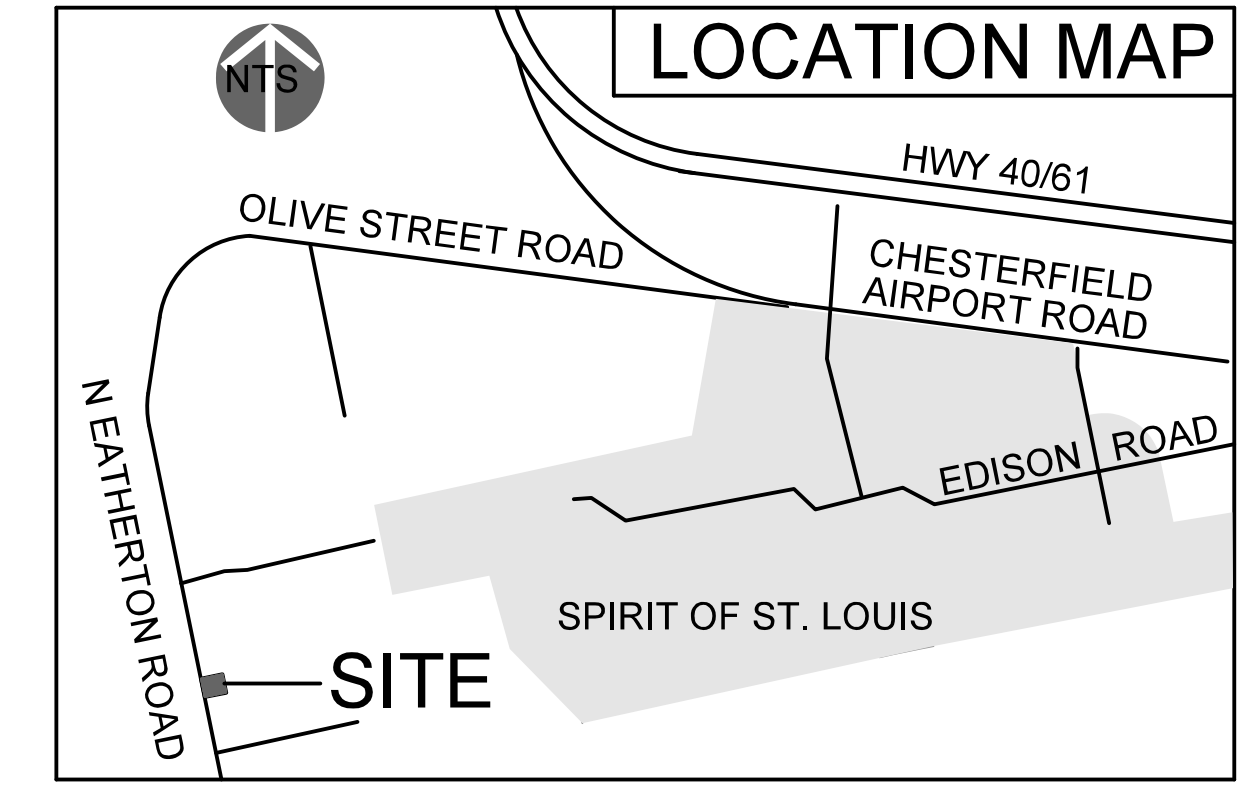 LOCATION MAP
NTS
HWY 40/61
OLIVE STREET ROAD
CHESTERFIELD
AIRPORT ROAD
N EATHERTON ROAD
EDISON ROAD
SPIRIT OF ST. LOUIS
SITE